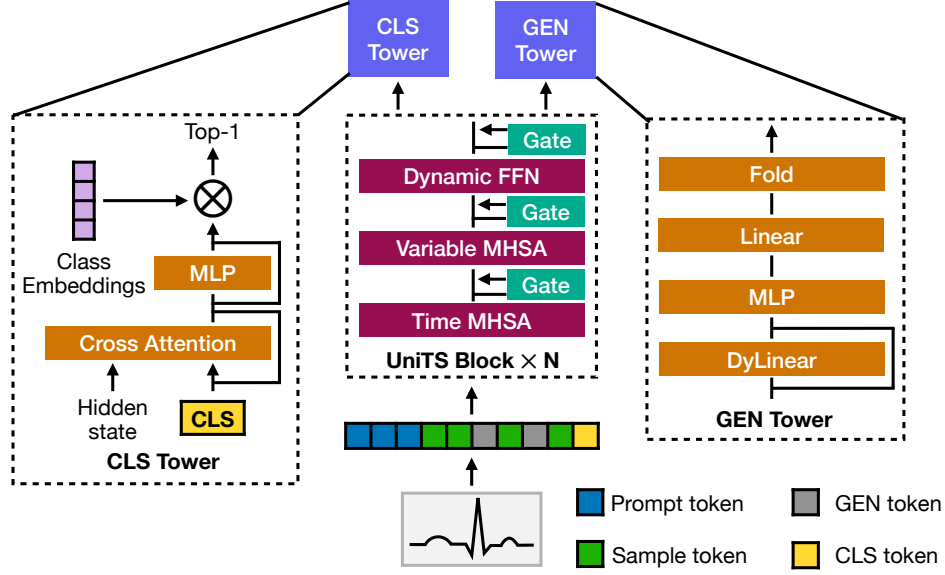 CLS
Tower
GEN
Tower
Top-1
Class
Embeddings
MLP
Cross Attention
Hidden
state
CLS
CLS Tower
Gate
Dynamic FFN
Gate
Variable MHSA
Gate
Time MHSA
UniTS Block × N
Fold
Linear
MLP
DyLinear
GEN Tower
Prompt token
GEN token
Sample token
CLS token